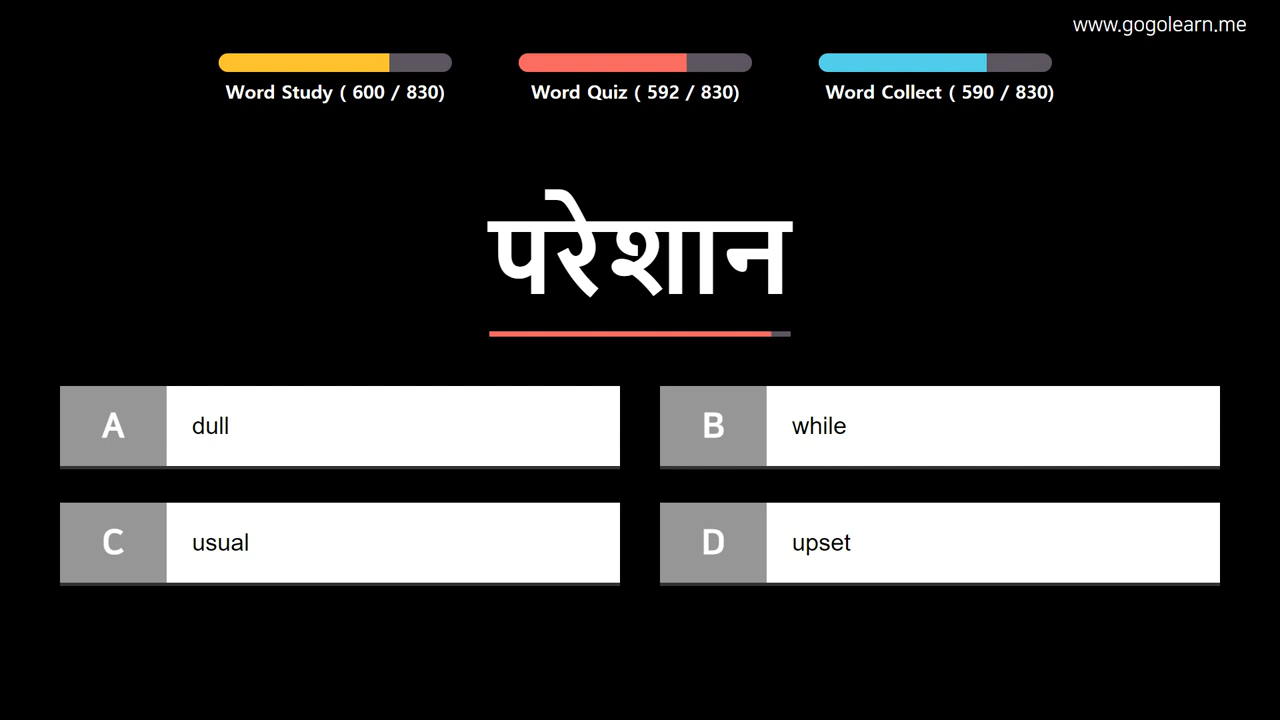 www.gogolearn.me
Word Study ( 600 / 830)
Word Quiz ( 592 / 830)
Word Collect ( 590 / 830)
परेशान
A dull
B while
C usual
D upset